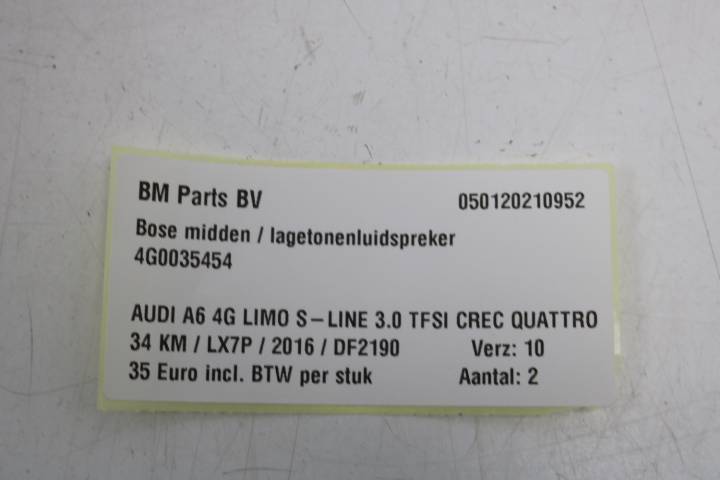 BM Parts BV 050120210952
Bose midden / lagetonenluidspreker
4G0035454
AUDI A6 4G LIMO S-LINE 3.0 TFSI CREC QUATTRO
34 KM / LX7P / 2016 / DF2190 Verz: 10
35 Euro incl. BTW per stuk Aantal: 2